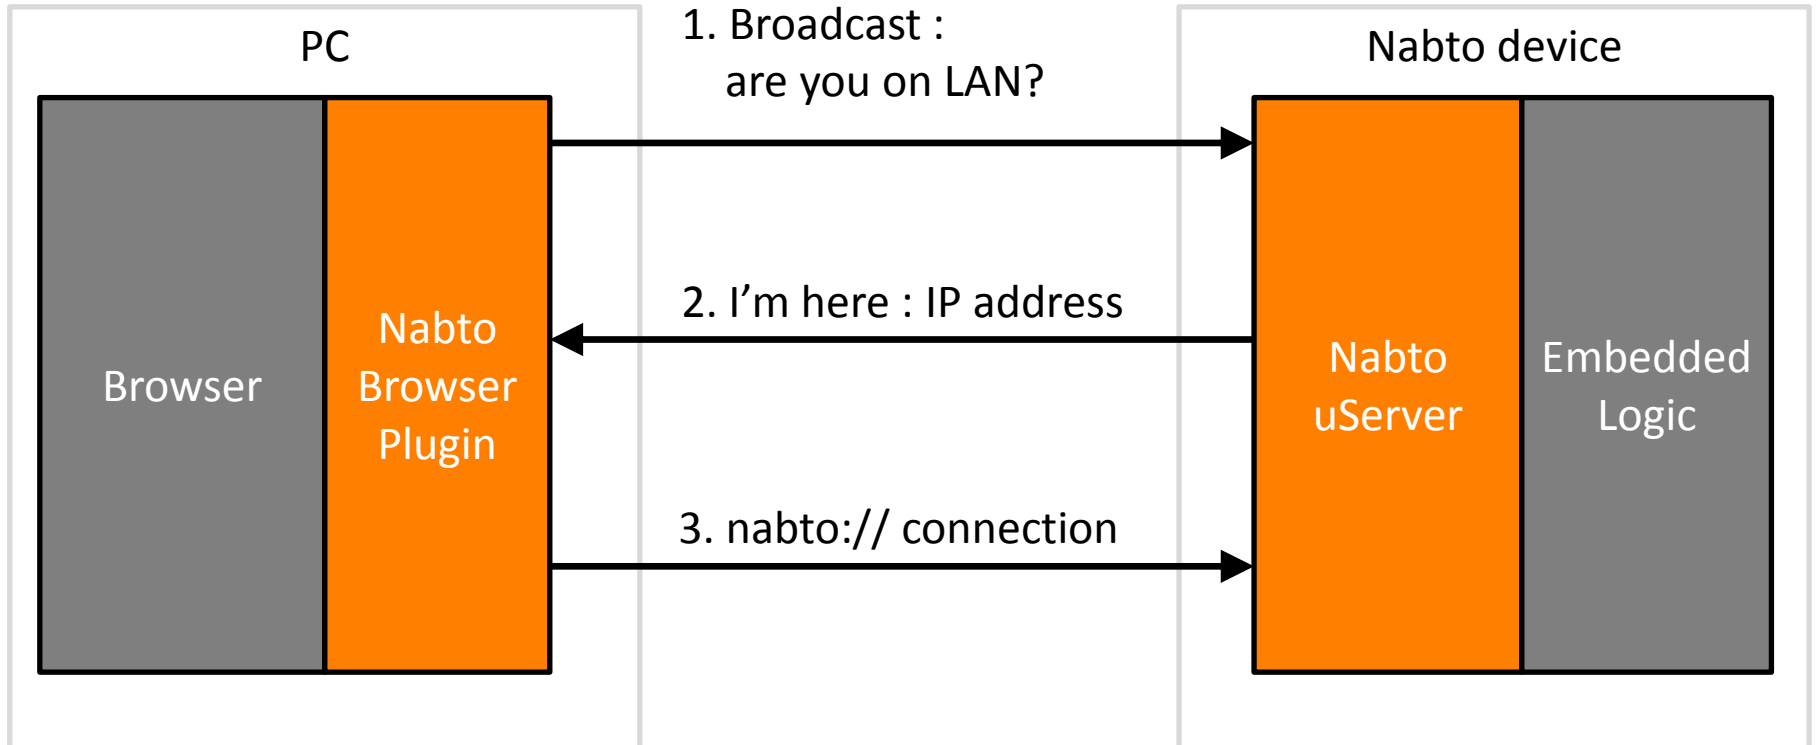 PC
1. Broadcast :
are you on LAN?
Nabto device
2. I’m here : IP address
Browser
Nabto
Browser
Plugin
Nabto
uServer
Embedded
Logic
3. nabto:// connection